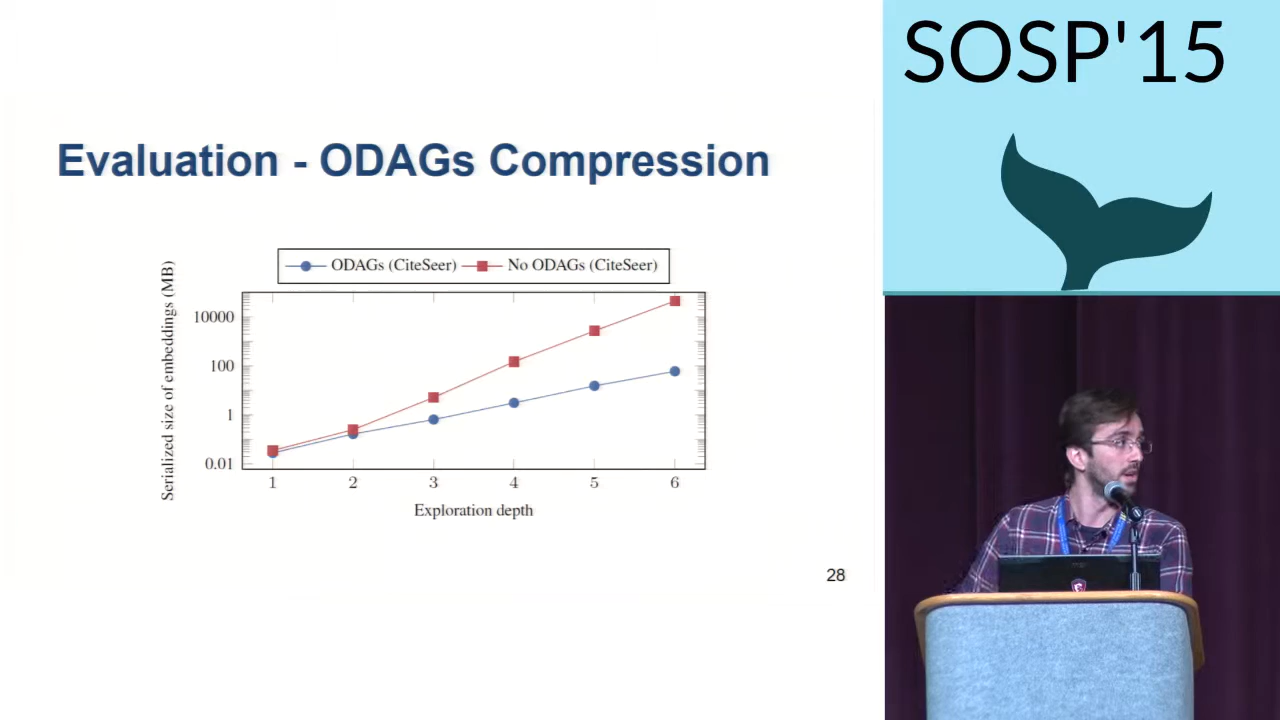 SOSP'15
Evaluation - ODAGs Compression
ODAGs (CiteSeer) No ODAGs (CiteSeer)
Serialized size of embeddings (MB)
10000
100
1
0.01
1 2 3 4 5 6
Exploration depth
28